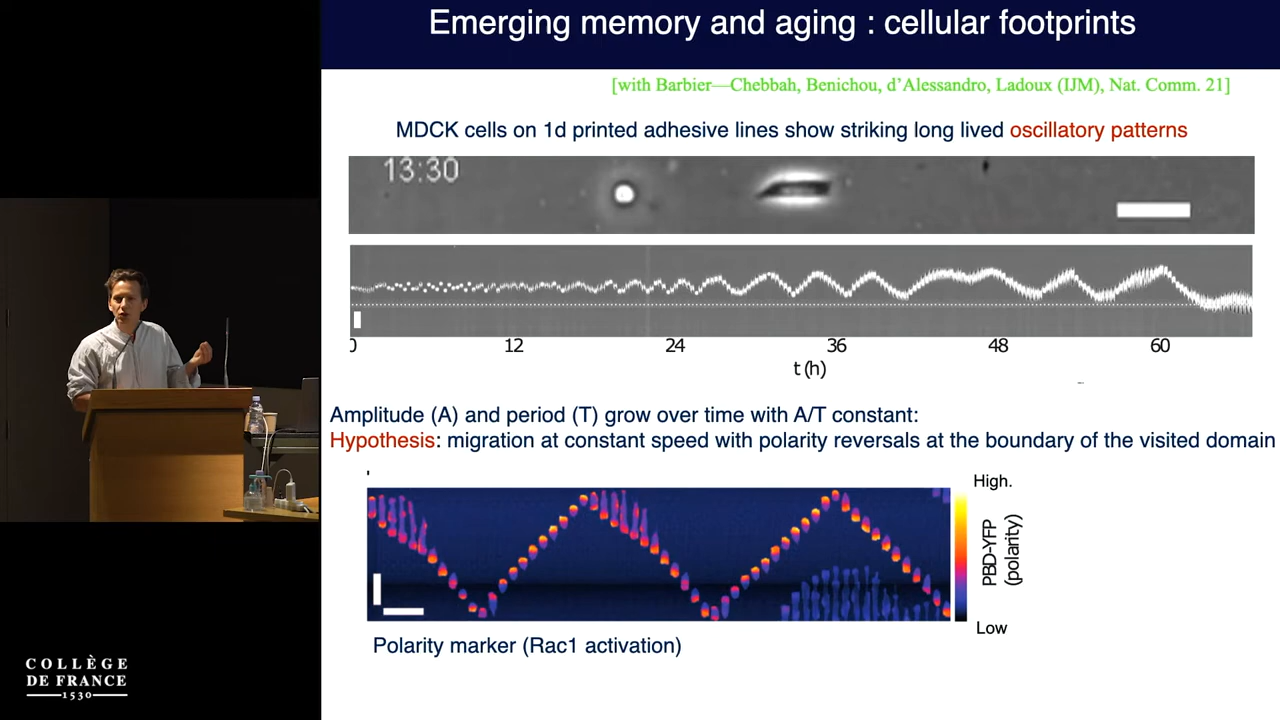 Emerging memory and aging : cellular footprints
[with Barbier—Chebbah, Benichou, d'Alessandro, Ladoux (IJM), Nat. Comm. 21]
MDCK cells on 1d printed adhesive lines show striking long lived oscillatory patterns
13:30
0 12 24 36 48 60
t (h)
Amplitude (A) and period (T) grow over time with A/T constant:
Hypothesis: migration at constant speed with polarity reversals at the boundary of the visited domain
High.
PBD-YFP
(polarity)
Low
Polarity marker (Rac1 activation)
COLLÈGE
DE FRANCE
1530